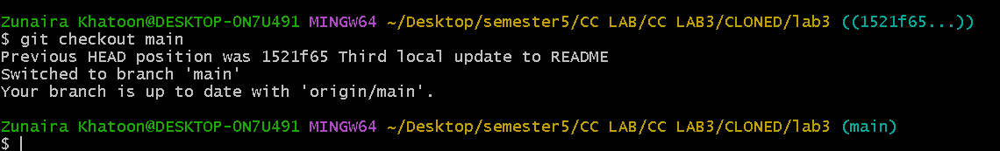 Zunaira Khatoon@DESKTOP-ON7U491 MINGW64 ~/Desktop/semester5/CC LAB/CC LAB3/CLONED/lab3 ((1521f65...))
$ git checkout main
Previous HEAD position was 1521f65 Third local update to README
Switched to branch 'main'
Your branch is up to date with 'origin/main'.
Zunaira Khatoon@DESKTOP-ON7U491 MINGW64 ~/Desktop/semester5/CC LAB/CC LAB3/CLONED/lab3 (main)
$